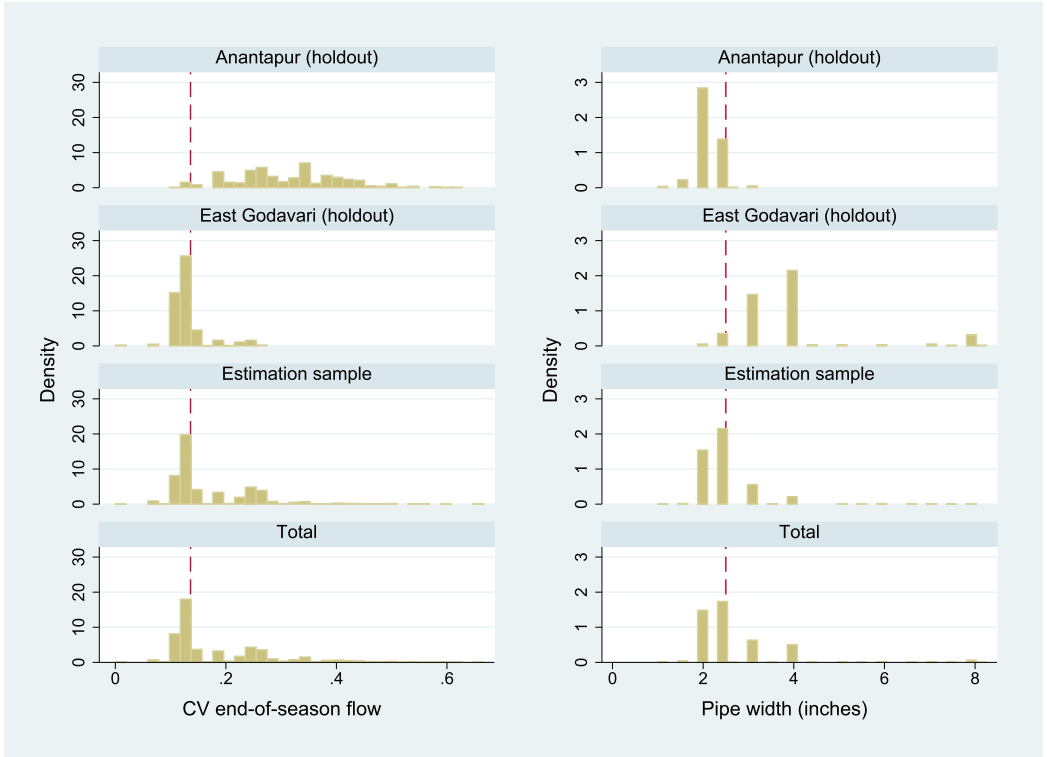 Anantapur (holdout)
0 10 20 30
East Godavari (holdout)
0 10 20 30
Estimation sample
0 10 20 30
Total
0 10 20 30
0 .2 .4 .6
Density
CV end-of-season flow
Anantapur (holdout)
0 1 2 3
East Godavari (holdout)
0 1 2 3
Estimation sample
0 1 2 3
Total
0 1 2 3
0 2 4 6 8
Density
Pipe width (inches)